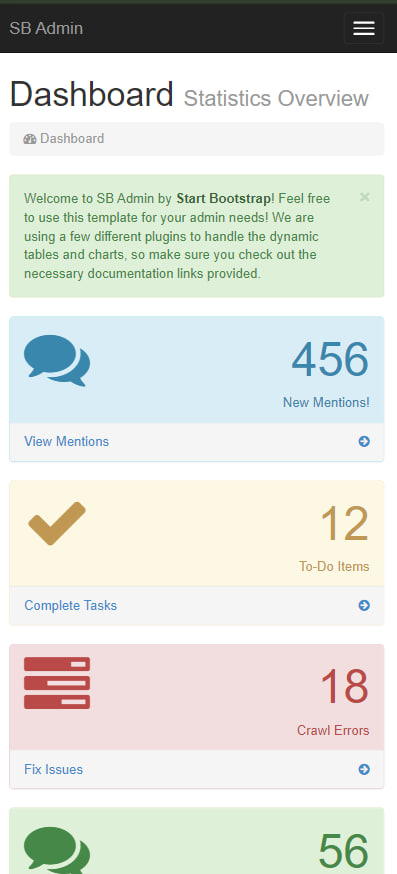 SB Admin
Dashboard Statistics Overview
Dashboard
Welcome to SB Admin by Start Bootstrap! Feel free
to use this template for your admin needs! We are
using a few different plugins to handle the dynamic
tables and charts, so make sure you check out the
necessary documentation links provided.
×
456
New Mentions!
View Mentions
12
To-Do Items
Complete Tasks
18
Crawl Errors
Fix Issues
56